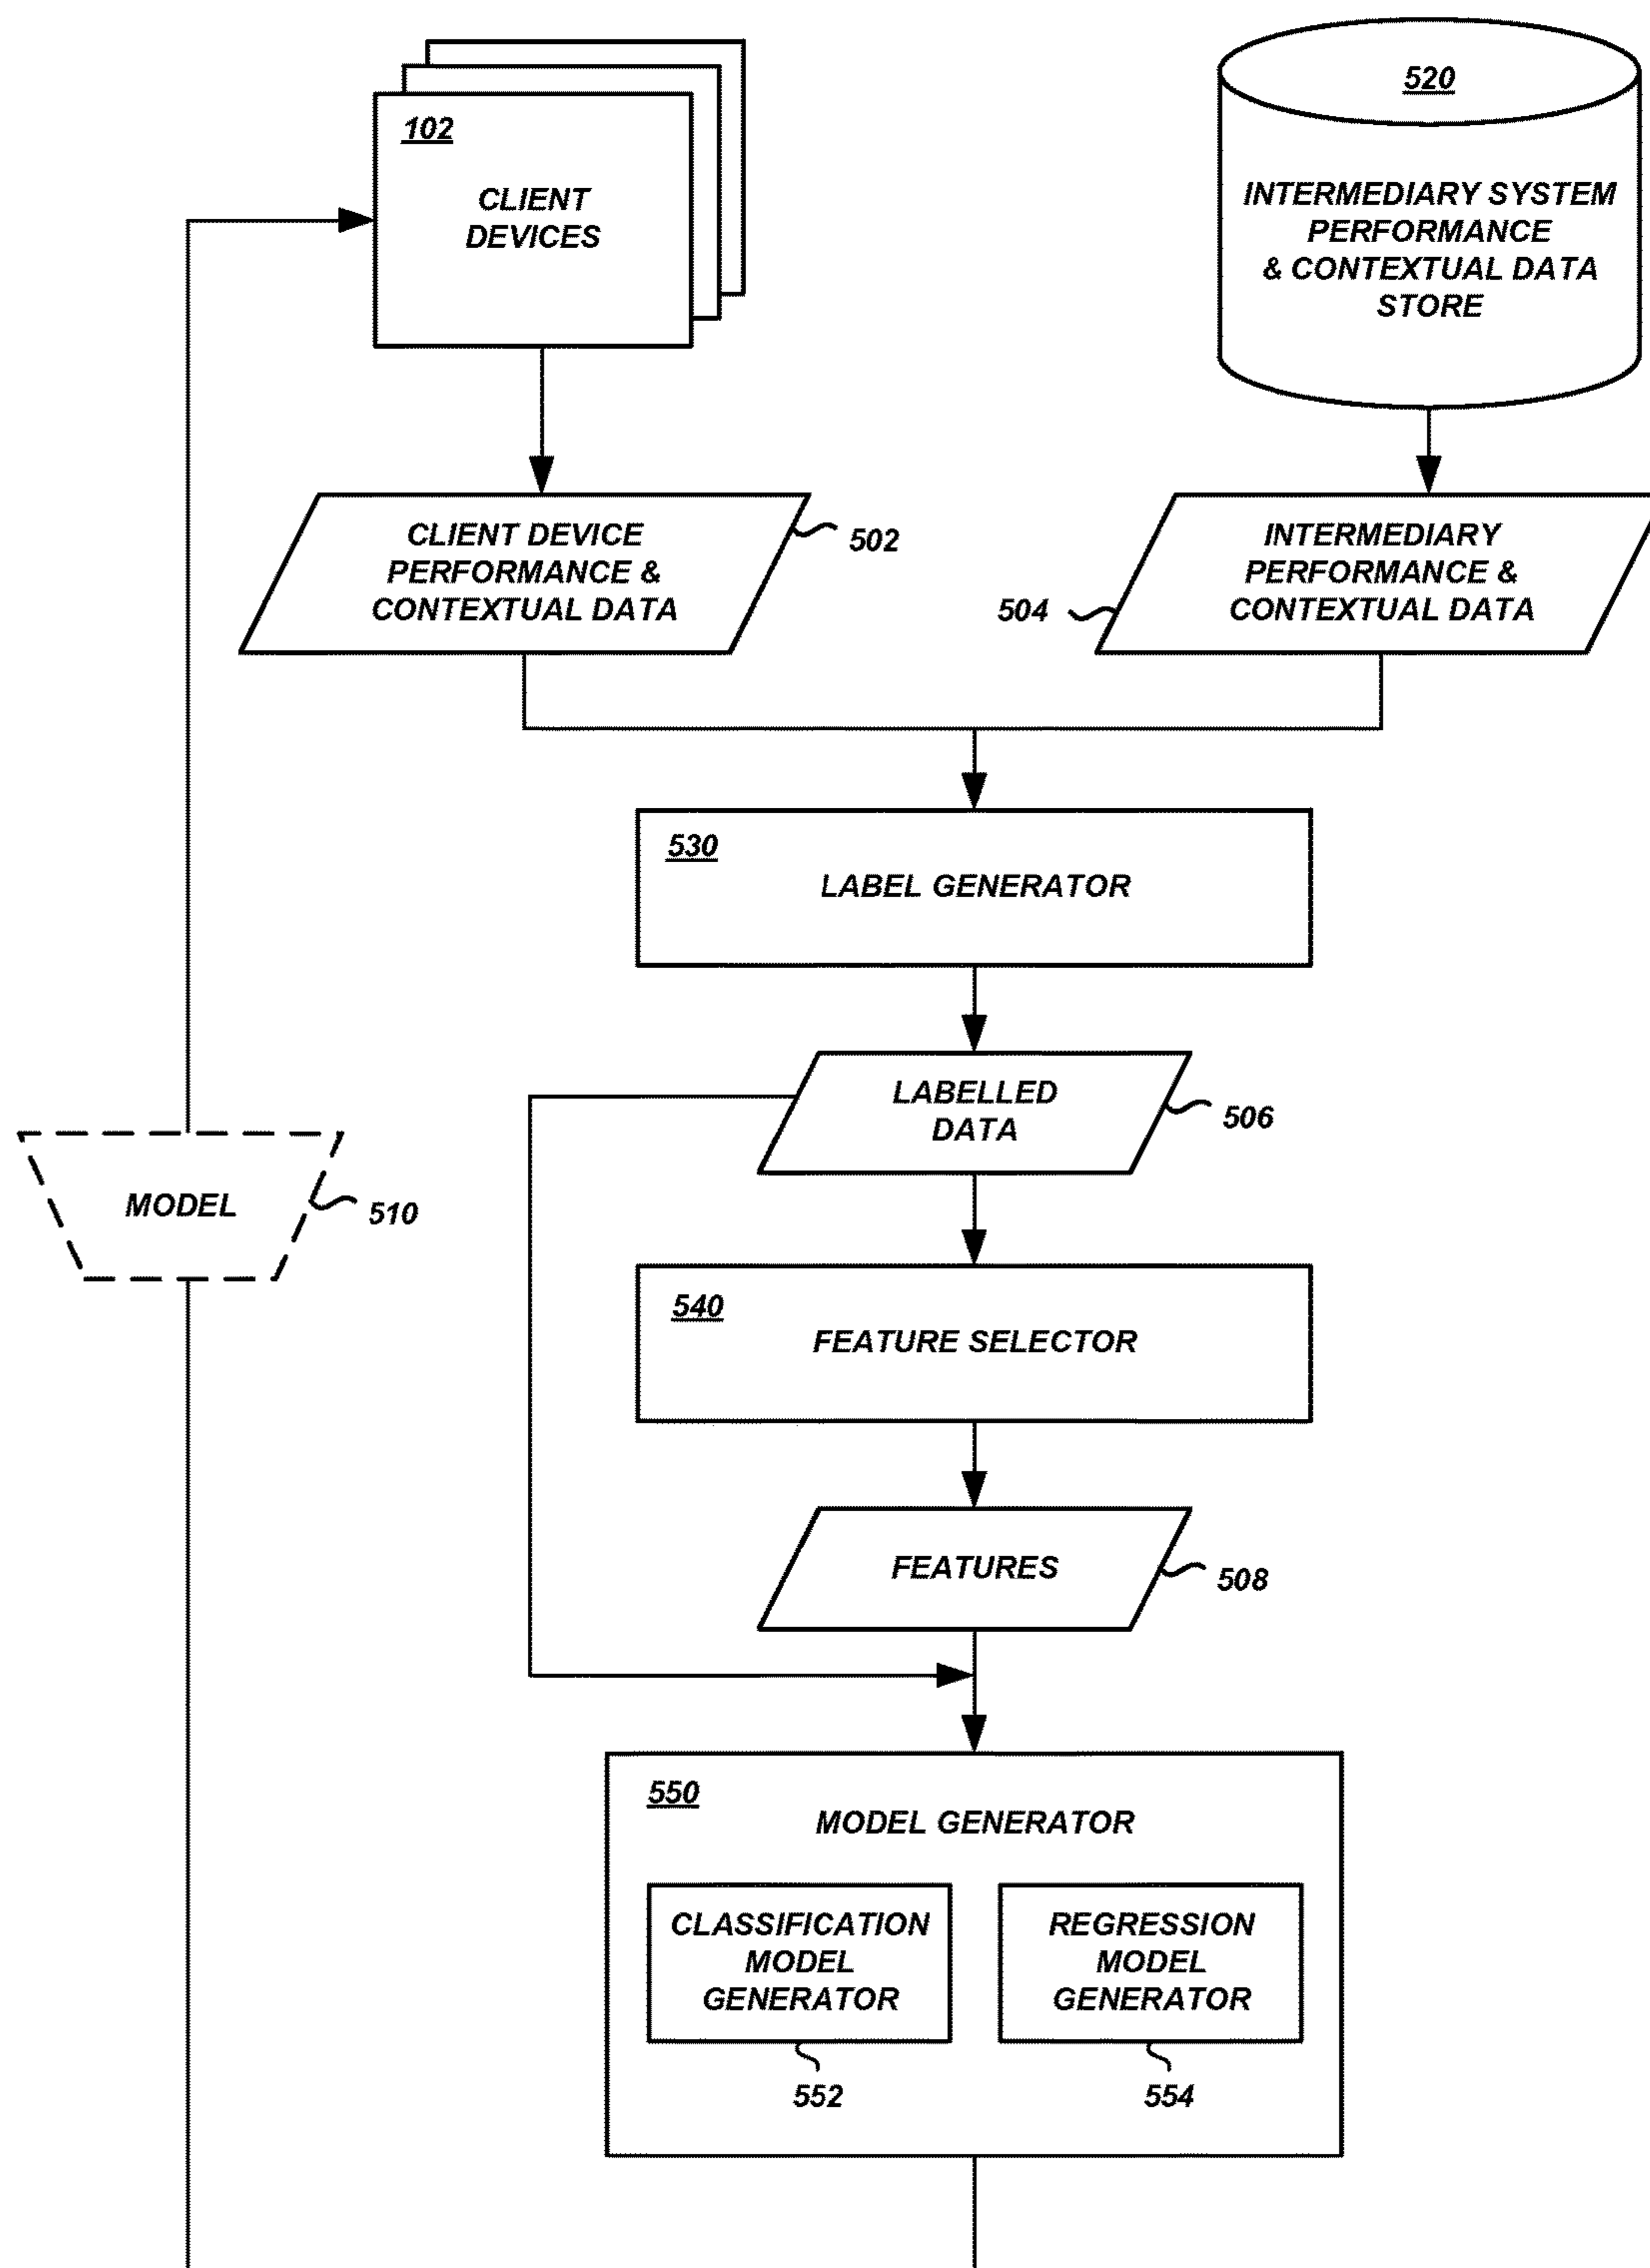 102
CLIENT
DEVICES
520
INTERMEDIARY SYSTEM
PERFORMANCE
& CONTEXTUAL DATA
STORE
CLIENT DEVICE
PERFORMANCE &
CONTEXTUAL DATA
502
INTERMEDIARY
PERFORMANCE &
CONTEXTUAL DATA
504
530
LABEL GENERATOR
LABELLED
DATA
506
MODEL
510
540
FEATURE SELECTOR
FEATURES
508
550
MODEL GENERATOR
CLASSIFICATION
MODEL
GENERATOR
552
REGRESSION
MODEL
GENERATOR
554